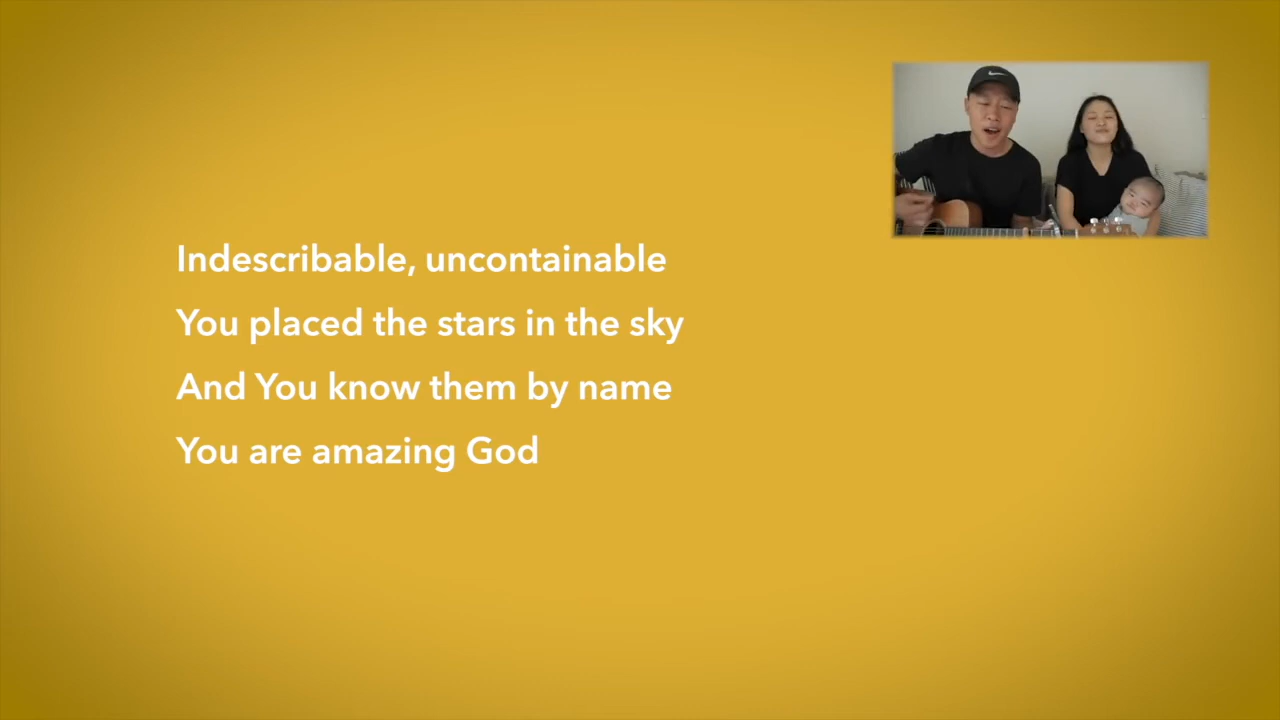 Indescribable, uncontainable
You placed the stars in the sky
And You know them by name
You are amazing God